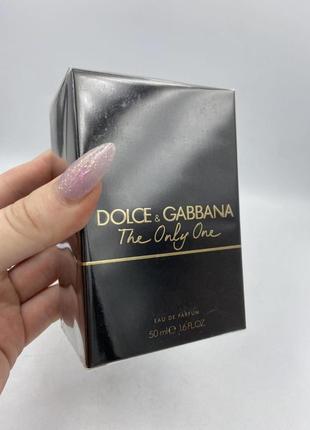 DOLCE & GABBANA
The Only One
EAU DE PARFUM
50 ml ℮ 1.6 FL.OZ